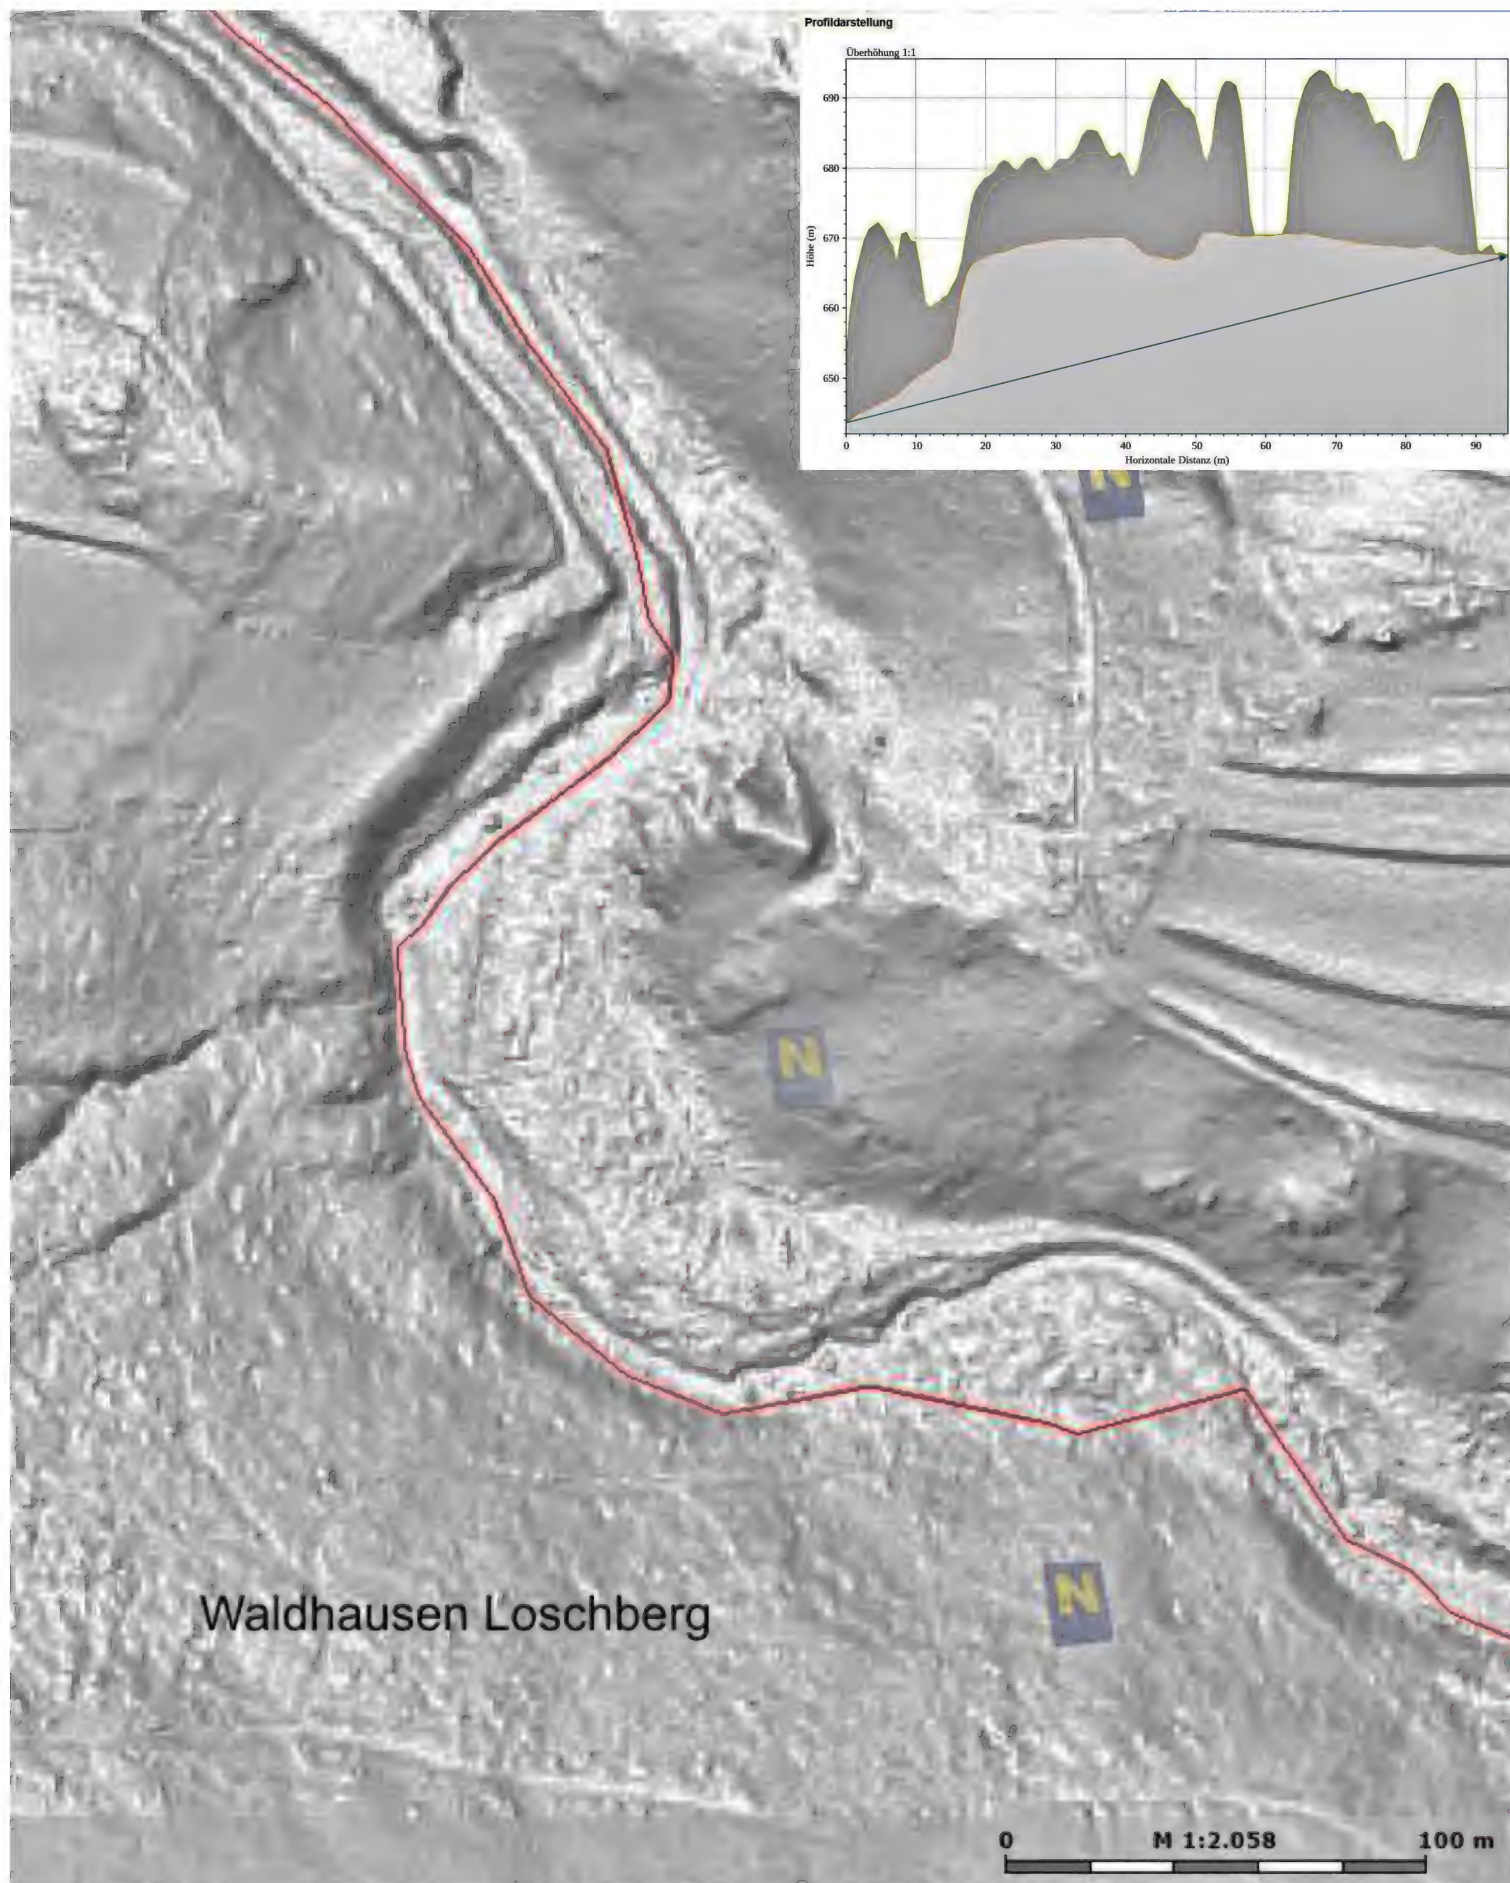 Profildarstellung
Überhöhung 1:1
690
680
670
660
650
Höhe (m)
0 10 20 30 40 50 60 70 80 90
Horizontale Distanz (m)
N
N
N
Waldhausen Loschberg
0 M 1:2.058 100 m